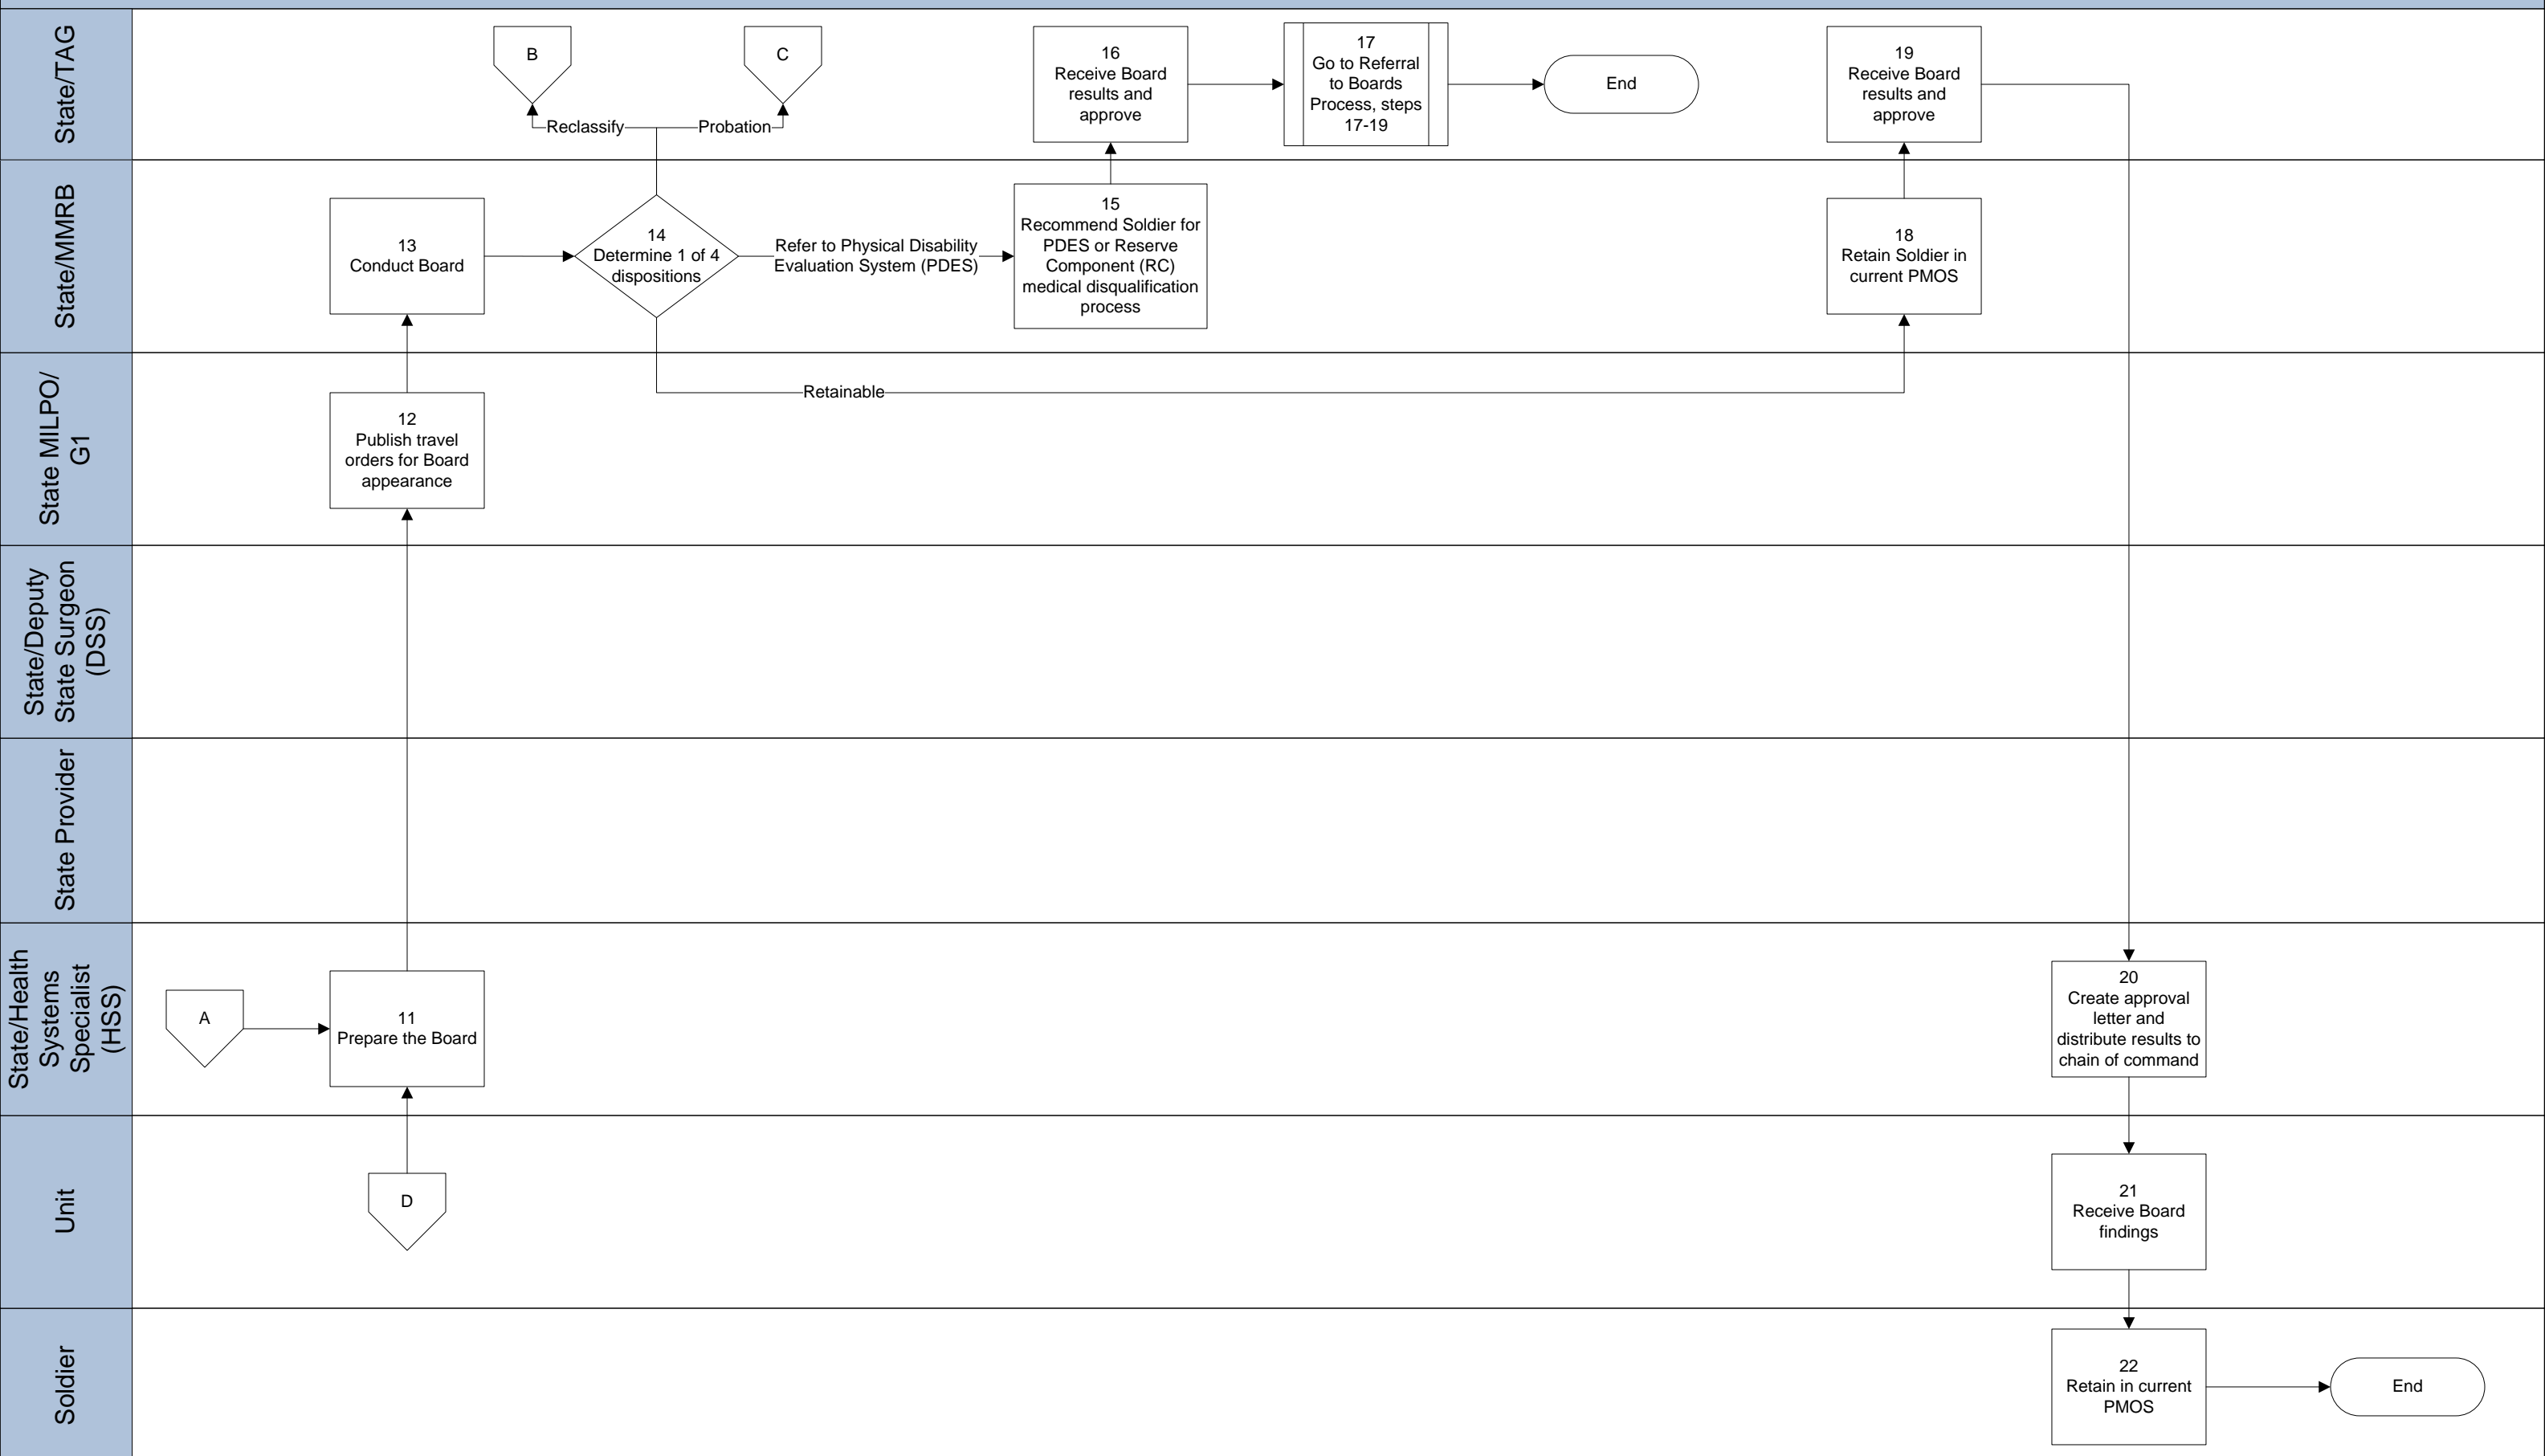 State/TAG
B
C
Reclassify
Probation
16
Receive Board
results and
approve
17
Go to Referral
to Boards
Process, steps
17-19
End
19
Receive Board
results and
approve
State/MMRB
13
Conduct Board
14
Determine 1 of 4
dispositions
Refer to Physical Disability
Evaluation System (PDES)
15
Recommend Soldier for
PDES or Reserve
Component (RC)
medical disqualification
process
18
Retain Soldier in
current PMOS
State MILPO/
G1
Retainable
12
Publish travel
orders for Board
appearance
State/Deputy
State Surgeon
(DSS)
State Provider
State/Health
Systems
Specialist
(HSS)
A
11
Prepare the Board
20
Create approval
letter and
distribute results to
chain of command
Unit
D
21
Receive Board
findings
Soldier
22
Retain in current
PMOS
End